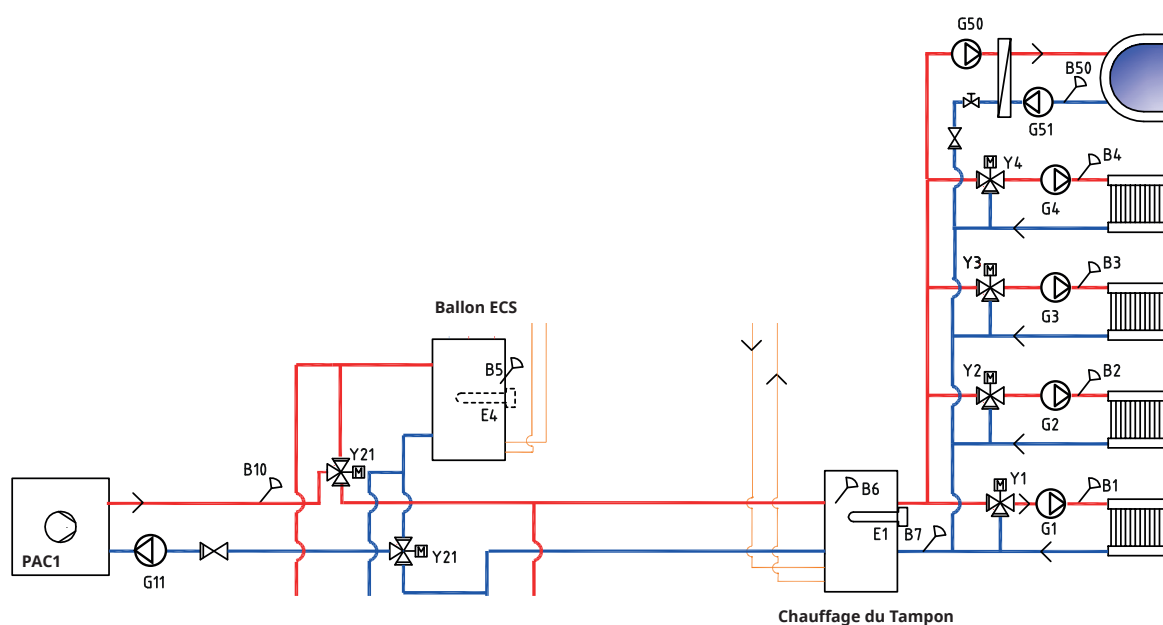 G50
B50
G51
Y4
B4
G4
Y3
B3
G3
Ballon ECS
B5
E4
Y2
B2
G2
B10
Y21
M
B6
Y1
B1
E1
B7
G1
PAC1
G11
Y21
M
M
M
M
M
Chauffage du Tampon